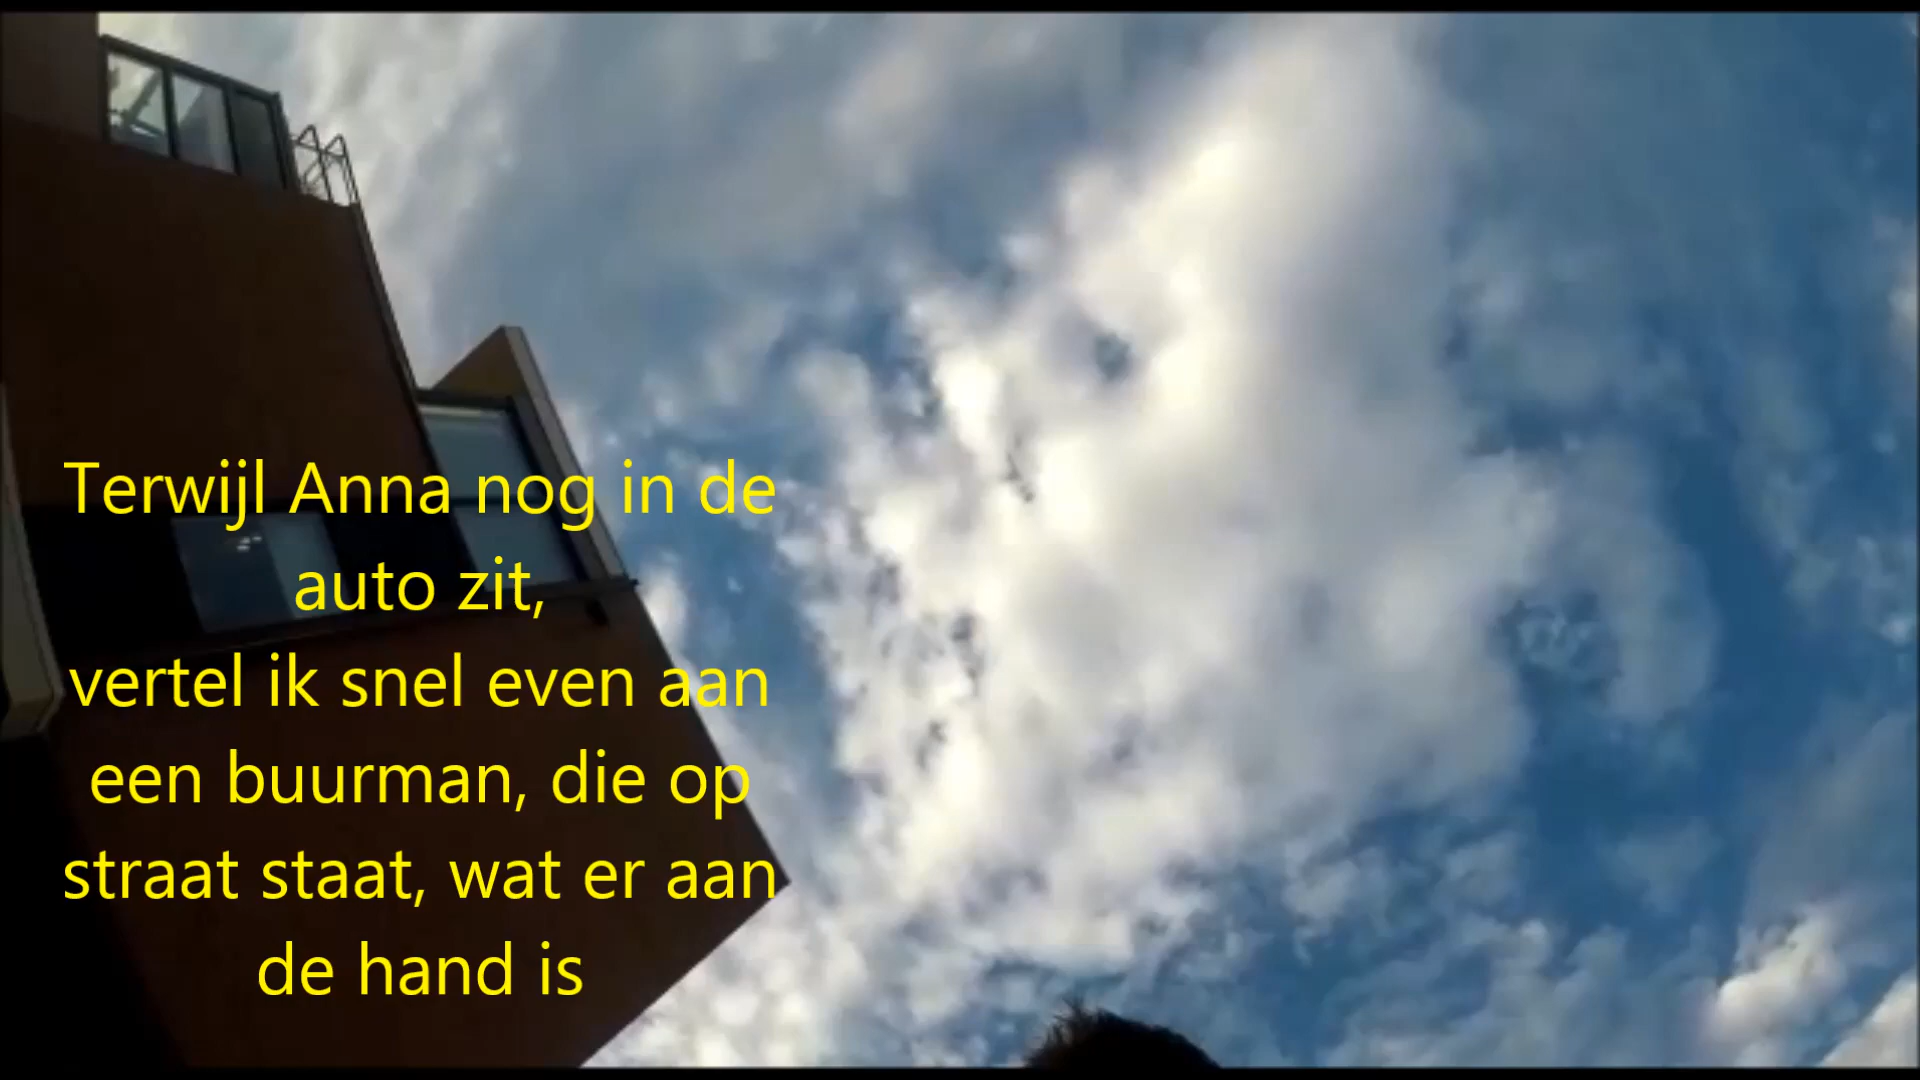 Terwijl Anna nog in de
auto zit,
vertel ik snel even aan
een buurman, die op
straat staat, wat er aan
de hand is